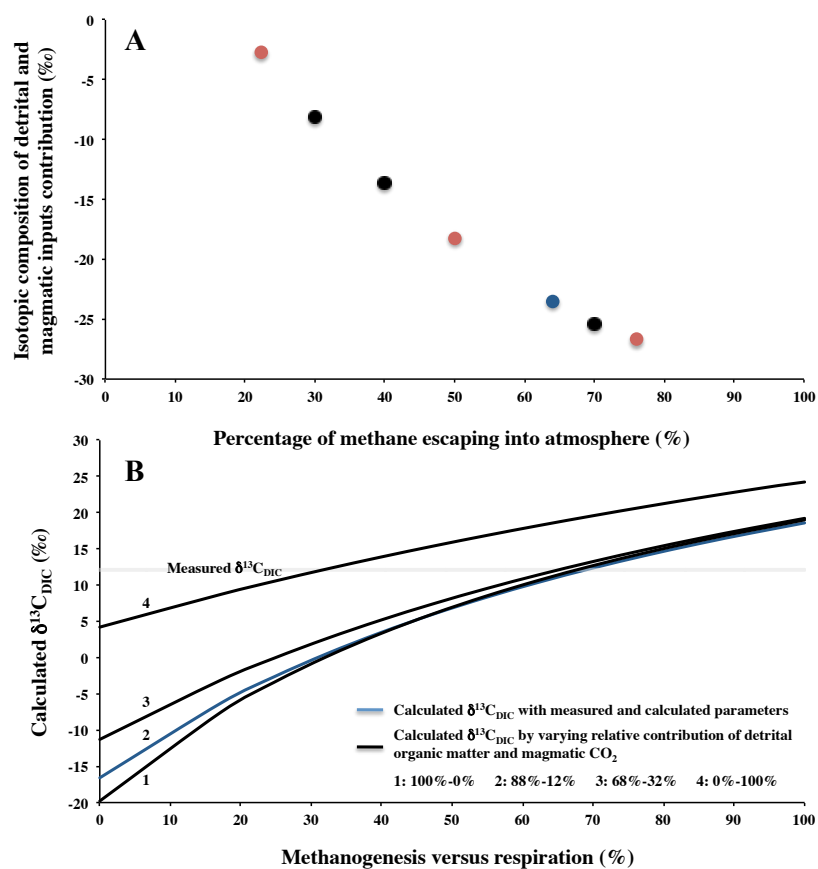 A
Isotopic composition of detrital and
magmatic inputs contribution (‰)
0
-5
-10
-15
-20
-25
-30
0 10 20 30 40 50 60 70 80 90 100
Percentage of methane escaping into atmosphere (%)
B
Calculated δ¹³C_DIC (‰)
30
25
20
15
10
5
0
-5
-10
-15
-20
Measured δ¹³C_DIC
4
3
2
1
Calculated δ¹³C_DIC with measured and calculated parameters
Calculated δ¹³C_DIC by varying relative contribution of detrital
organic matter and magmatic CO₂
1: 100%-0% 2: 88%-12% 3: 68%-32% 4: 0%-100%
0 10 20 30 40 50 60 70 80 90 100
Methanogenesis versus respiration (%)